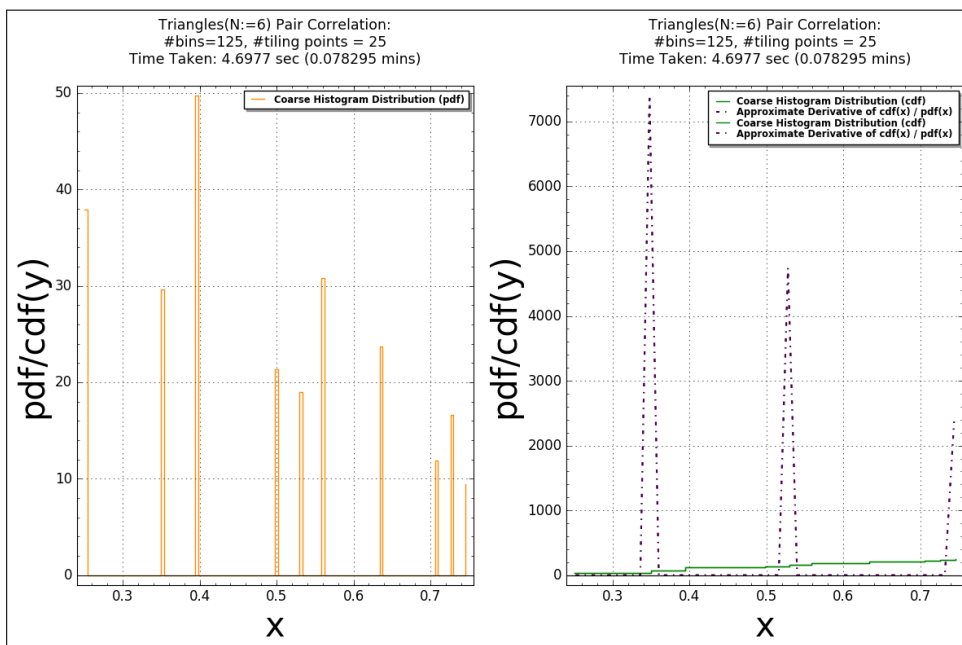 Triangles(N:=6) Pair Correlation:
#bins=125, #tiling points = 25
Time Taken: 4.6977 sec (0.078295 mins)
50
40
30
20
10
0
pdf/cdf(y)
Coarse Histogram Distribution (pdf)
0.3 0.4 0.5 0.6 0.7
x
Triangles(N:=6) Pair Correlation:
#bins=125, #tiling points = 25
Time Taken: 4.6977 sec (0.078295 mins)
7000
6000
5000
4000
3000
2000
1000
0
pdf/cdf(y)
Coarse Histogram Distribution (cdf)
Approximate Derivative of cdf(x) / pdf(x)
Coarse Histogram Distribution (cdf)
Approximate Derivative of cdf(x) / pdf(x)
0.3 0.4 0.5 0.6 0.7
x